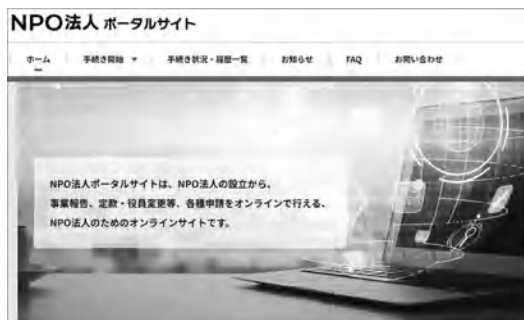 NPO法人 ポータルサイト
ホーム 手続き開始 ▼ 手続き状況・履歴一覧 お知らせ FAQ お問い合わせ
NPO法人ポータルサイトは、NPO法人の設立から、
事業報告、定款・役員変更等、各種申請をオンラインで行える、
NPO法人のためのオンラインサイトです。